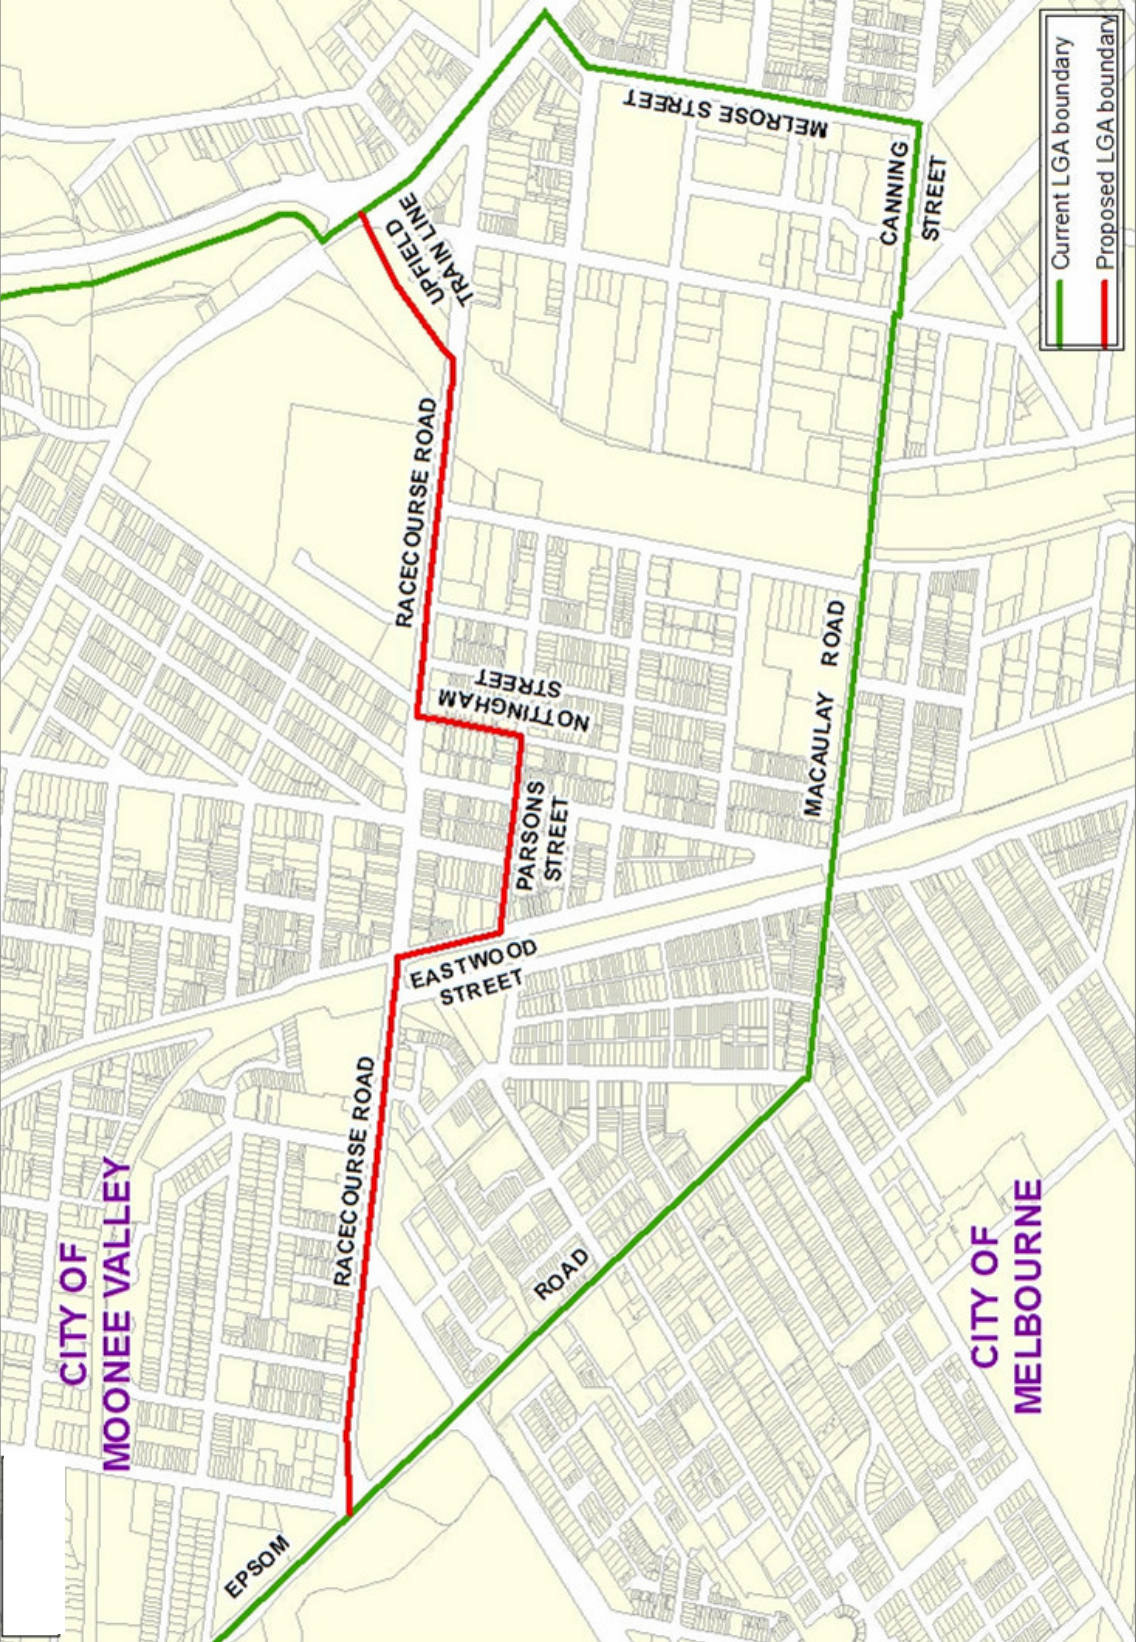 CITY OF
MOONEE VALLEY
EPSOM
ROAD
RACECOURSE ROAD
EASTWOOD
STREET
PARSONS
STREET
NOTTINGHAM
STREET
RACECOURSE ROAD
UPFIELD
TRAIN LINE
MELROSE STREET
CANNING
STREET
MACAULAY ROAD
CITY OF
MELBOURNE
Current LGA boundary
Proposed LGA boundary